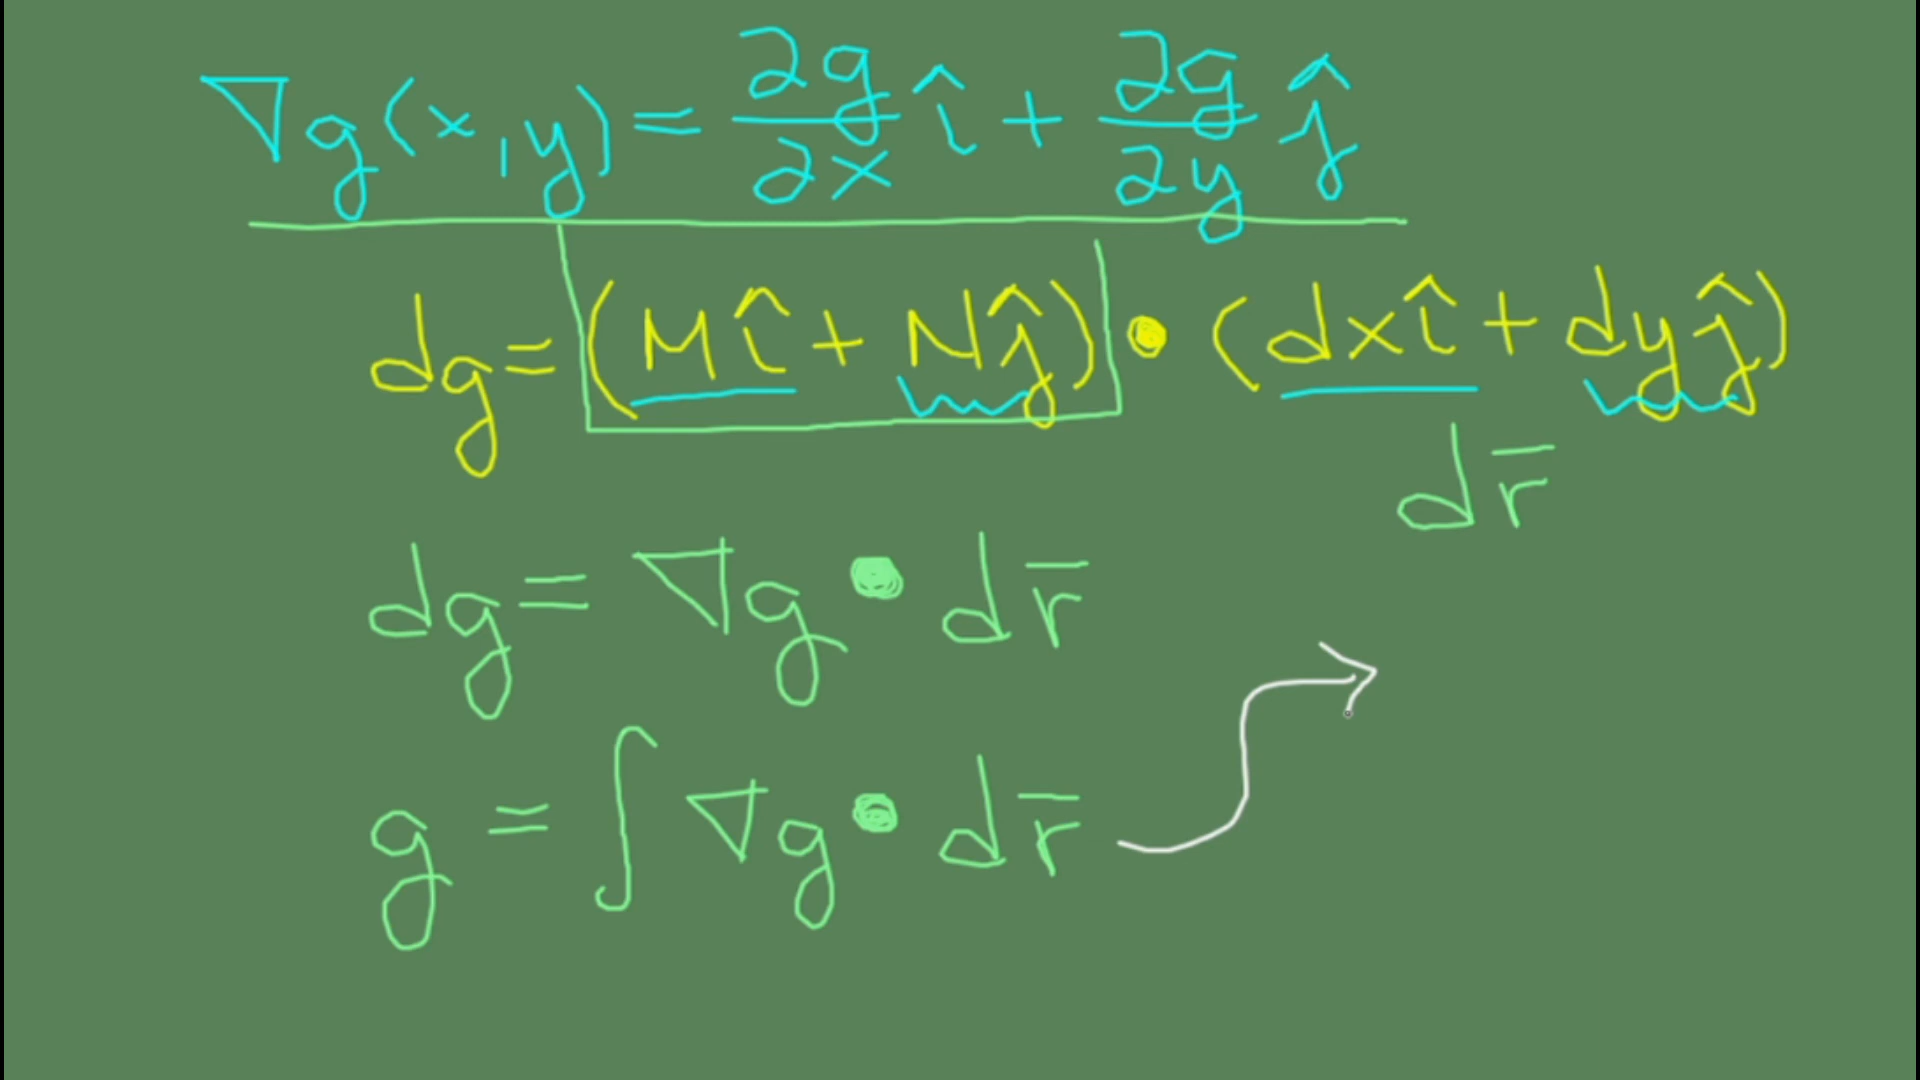 ∇g(x,y) = ∂g/∂x î + ∂g/∂y ĵ
dg = (Mî + Nĵ) • (dxî + dyĵ)
dr̅
dg = ∇g • dr̅
g = ∫ ∇g • dr̅